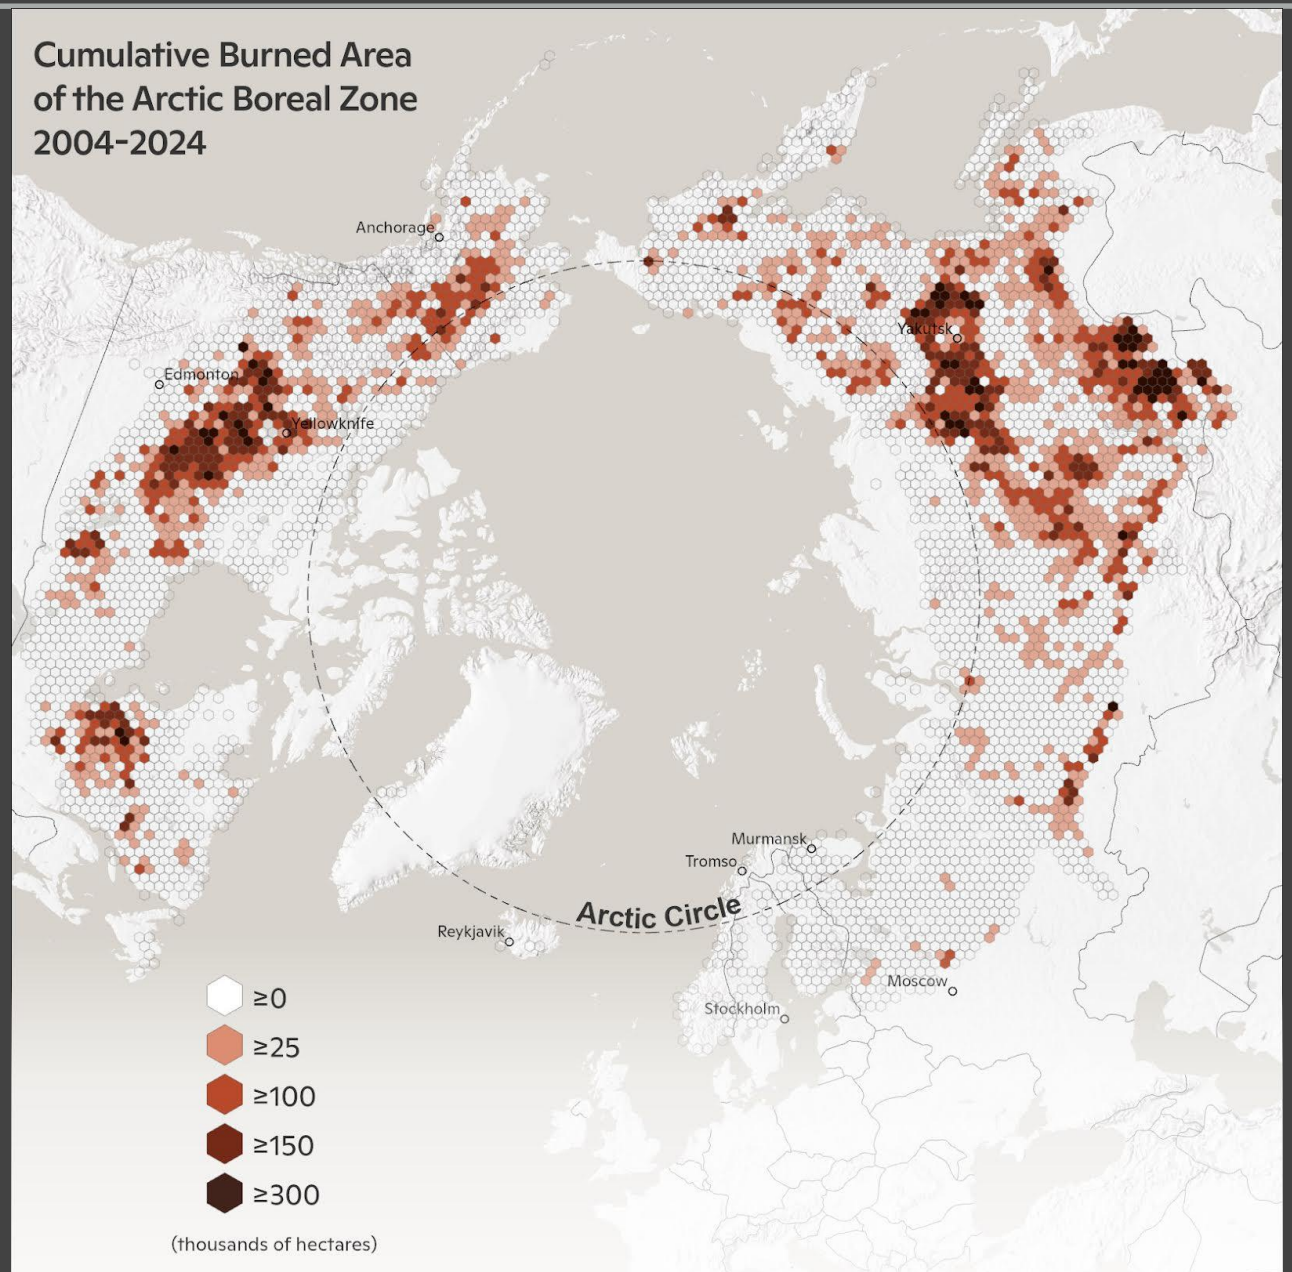 Cumulative Burned Area
of the Arctic Boreal Zone
2004-2024
Anchorage
Yakutsk
Edmonton
Yellowknife
Murmansk
Tromso
Arctic Circle
Reykjavik
Moscow
Stockholm
≥0
≥25
≥100
≥150
≥300
(thousands of hectares)